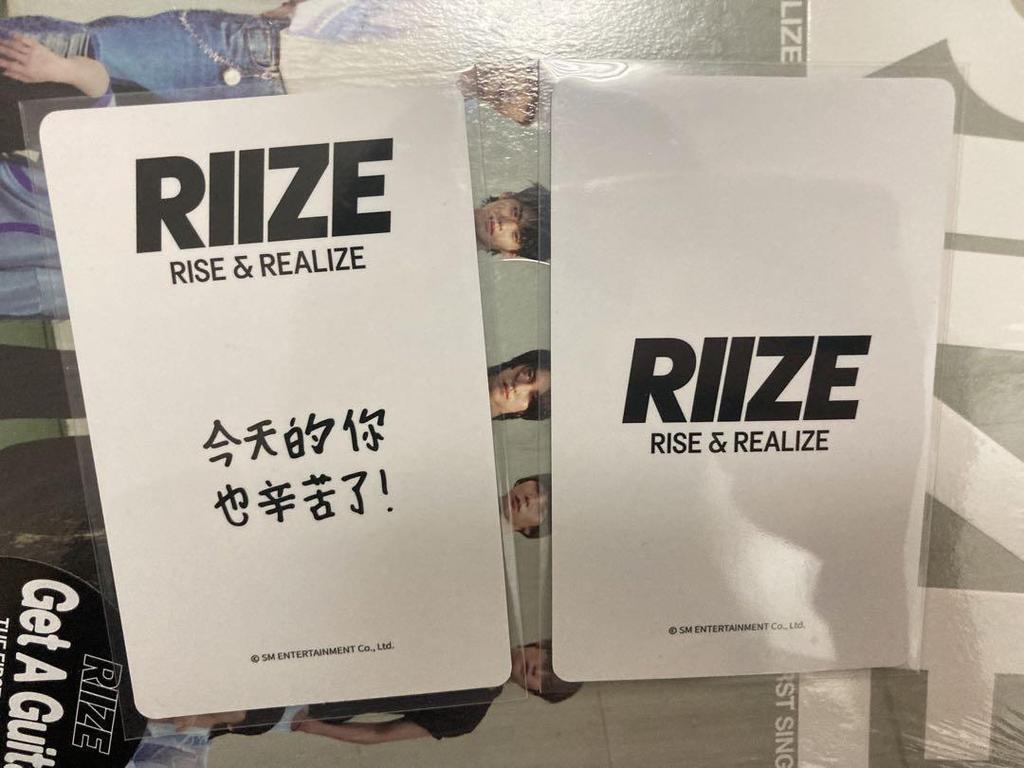 RIIZE
RISE & REALIZE
今天的你
也辛苦了!
© SM ENTERTAINMENT Co., Ltd.
RIIZE
RISE & REALIZE
© SM ENTERTAINMENT Co., Ltd.
RIIZE
Get A Guit